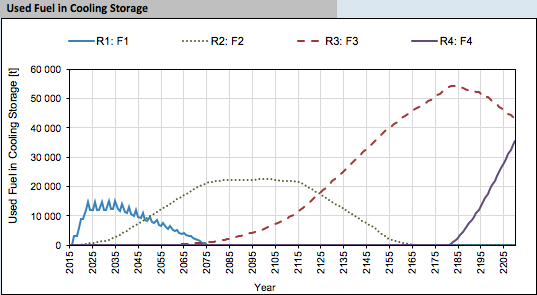 Used Fuel in Cooling Storage
R1: F1 R2: F2 R3: F3 R4: F4
Used Fuel in Cooling Storage [t]
60 000
50 000
40 000
30 000
20 000
10 000
0
2015 2025 2035 2045 2055 2065 2075 2085 2095 2105 2115 2125 2135 2145 2155 2165 2175 2185 2195 2205
Year